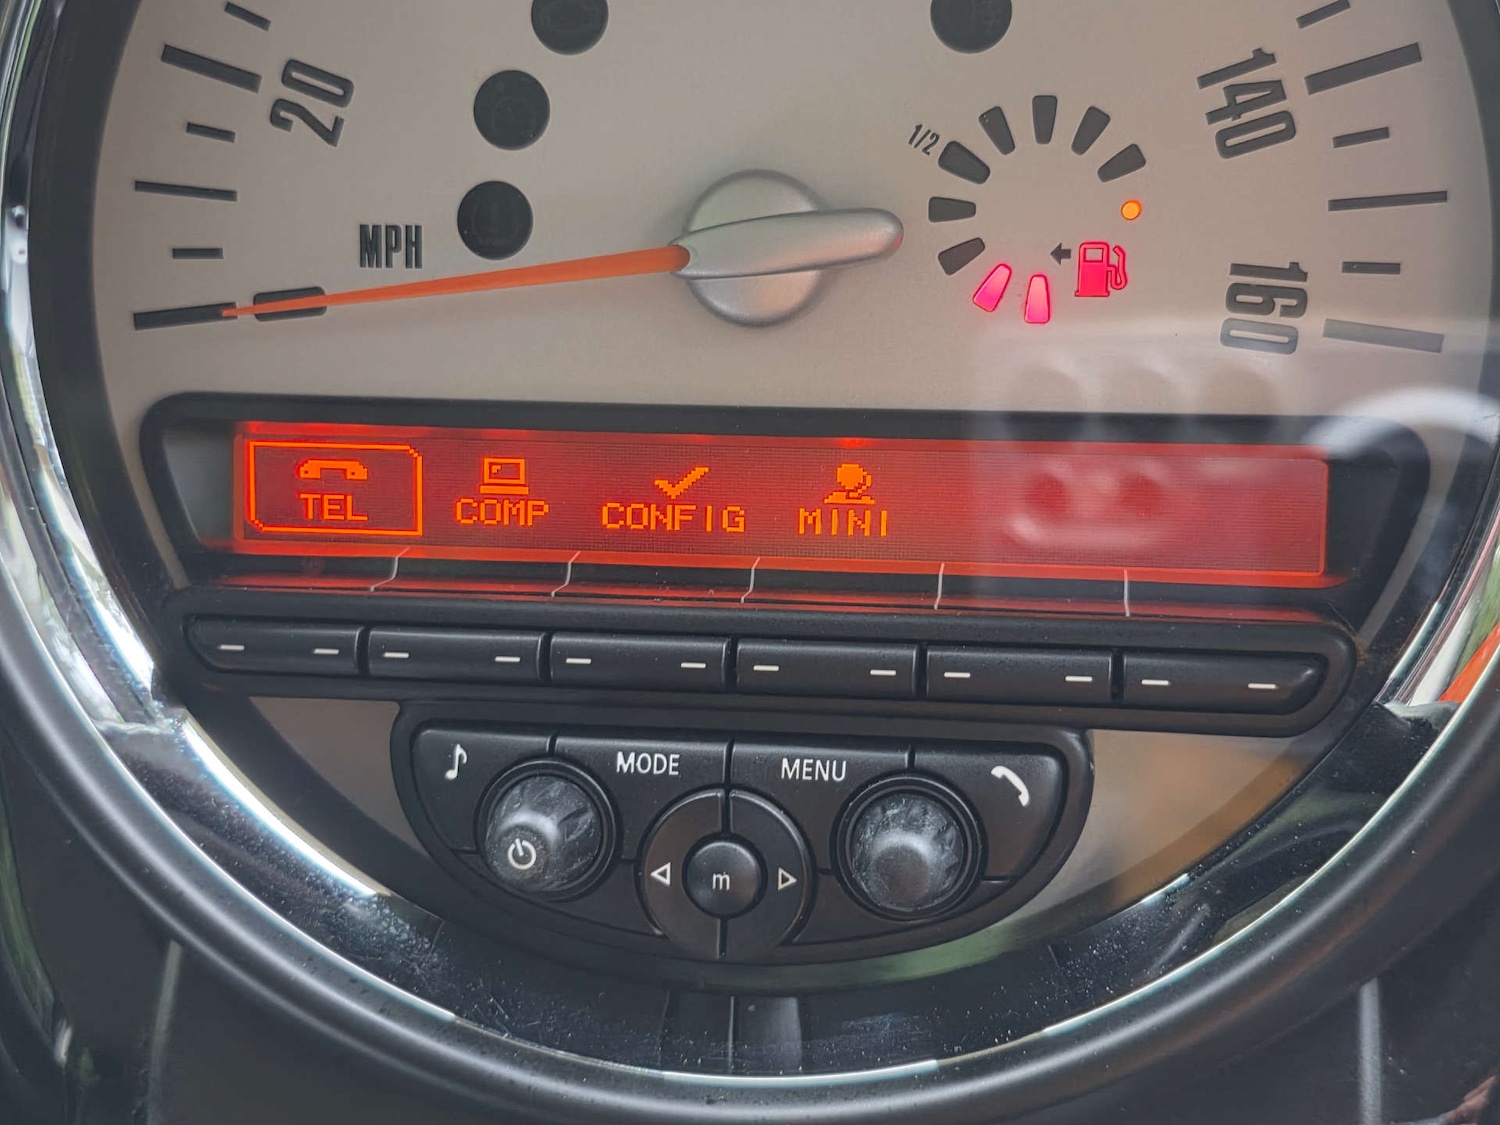 20
1/2
140
MPH
160
TEL
COMP
CONFIG
MINI
MODE
MENU
m